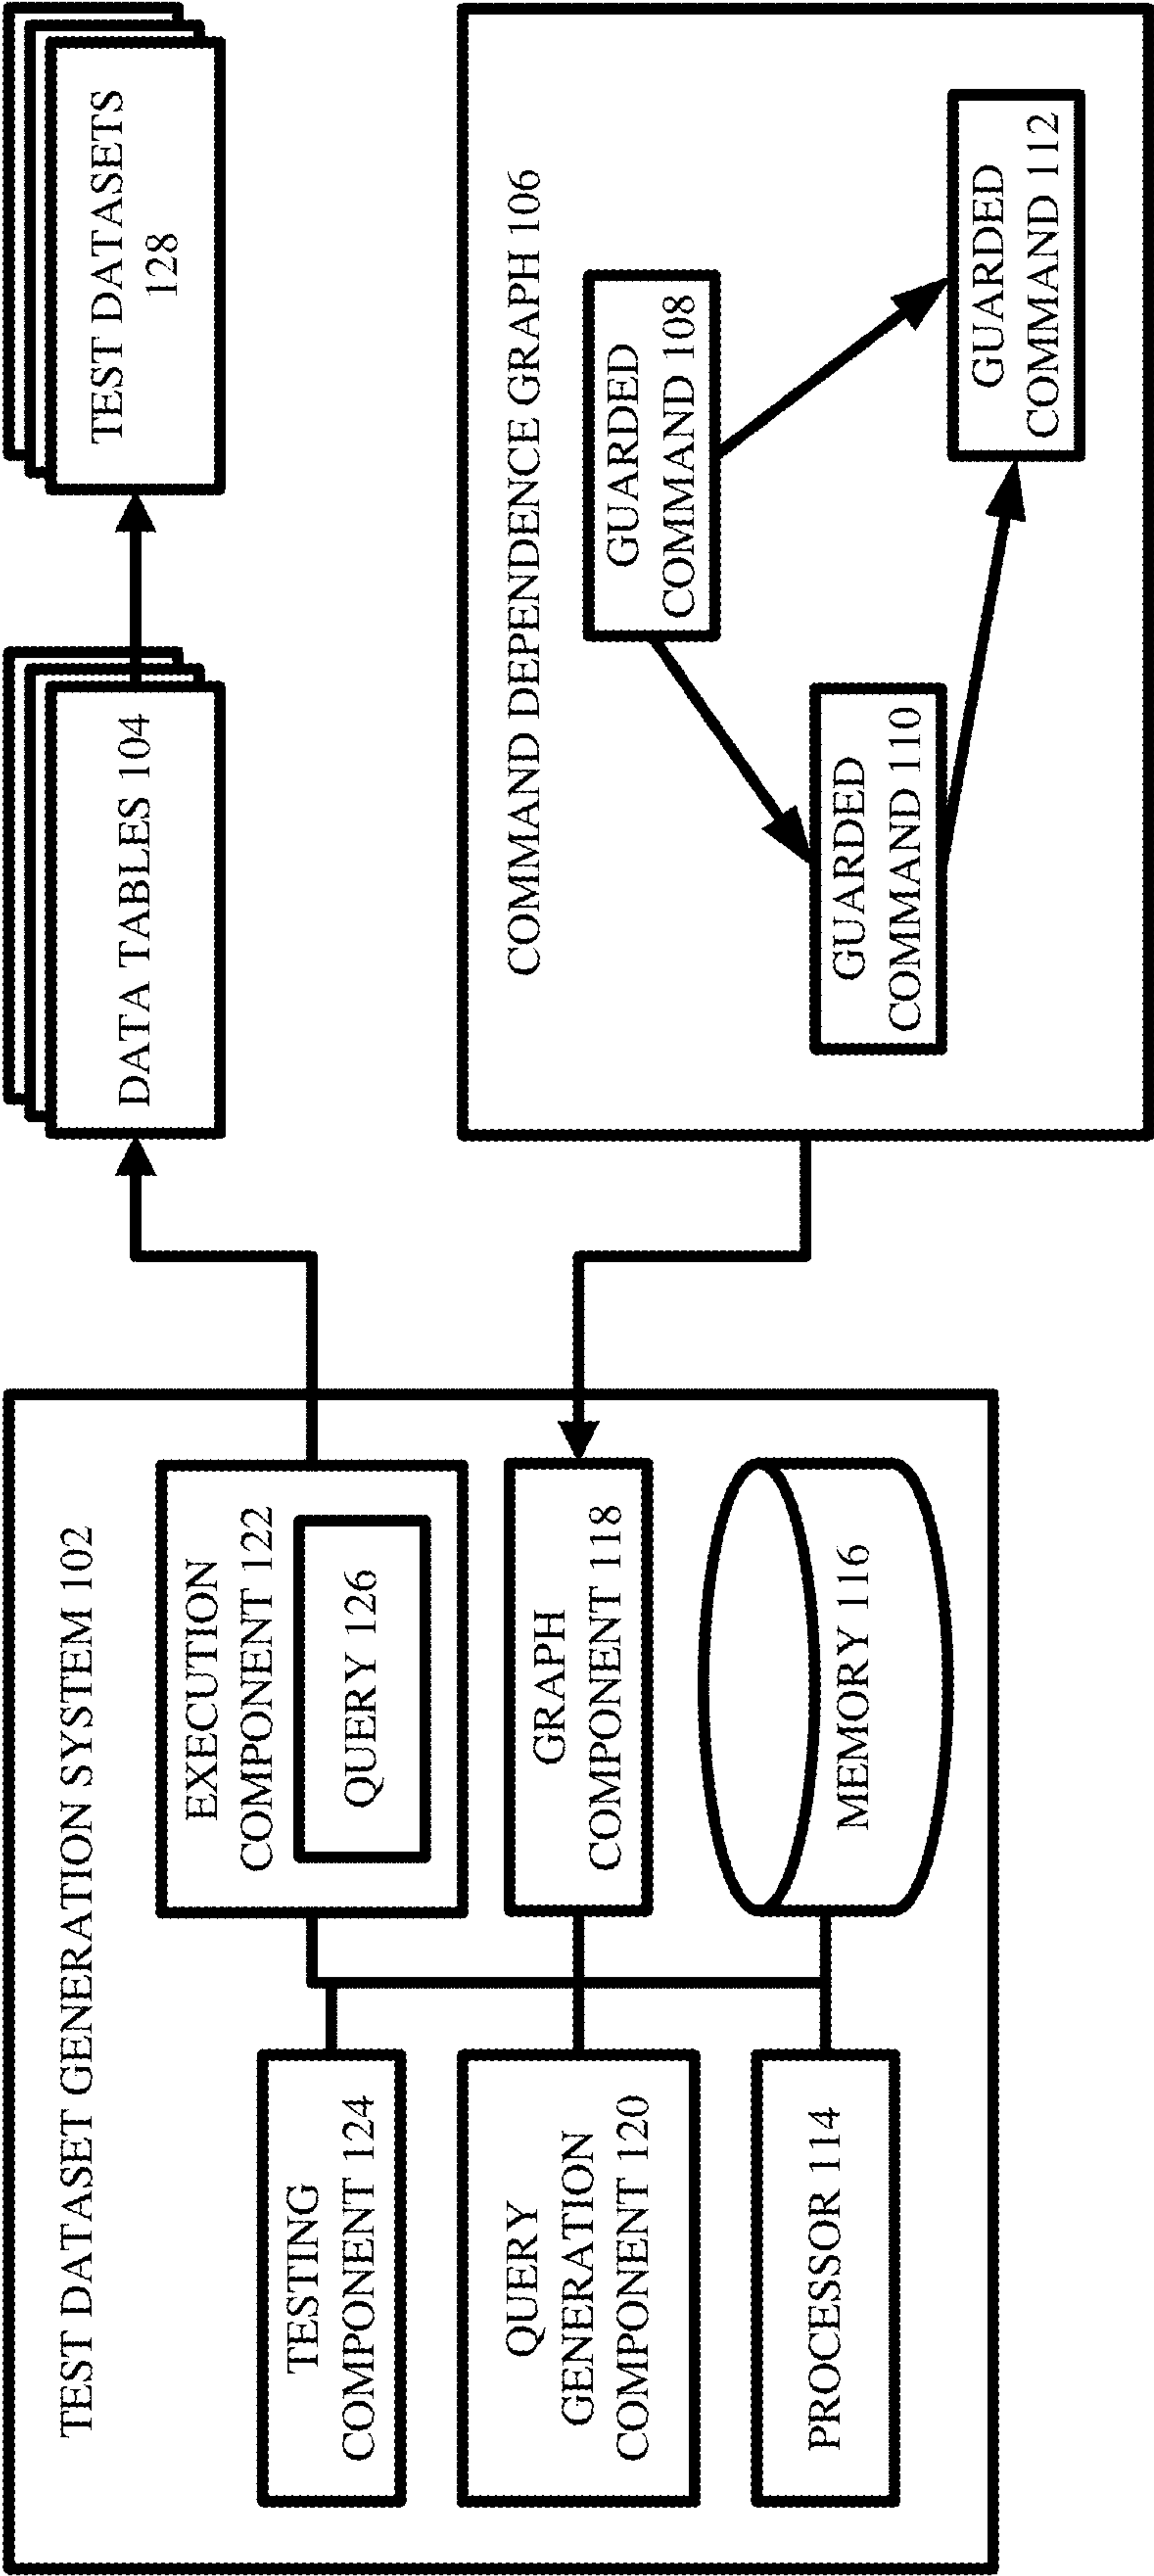 TEST DATASET GENERATION SYSTEM 102
TESTING
COMPONENT 124
EXECUTION
COMPONENT 122
QUERY 126
QUERY
GENERATION
COMPONENT 120
GRAPH
COMPONENT 118
PROCESSOR 114
MEMORY 116
DATA TABLES 104
TEST DATASETS
128
COMMAND DEPENDENCE GRAPH 106
GUARDED
COMMAND 108
GUARDED
COMMAND 110
GUARDED
COMMAND 112